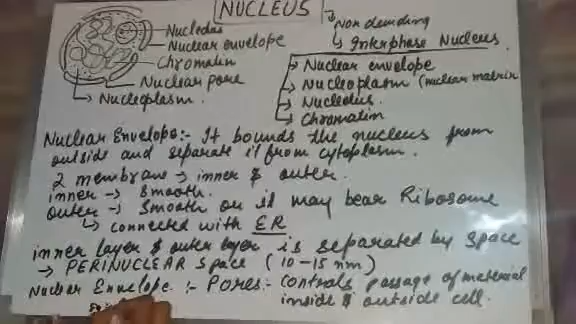 NUCLEUS
Non deviding
Interphase Nucleus.
Nucleolus
Nuclear envelope
Chromatin
Nuclear pore
Nucleoplasm.
Nuclear envelope
Nucleoplasm (nuclear matrix
Nucleolus.
Chromatin
Nuclear Envelope:- It bounds the nucleus from
outside and separate it from cytoplasm.
2 membrane → inner & outer.
inner → Smooth.
outer → Smooth or it may bear Ribosome
↳ connected with ER
inner layer & outer layer is separated by space
→ PERINUCLEAR Space (10-15 nm)
Nuclear Envelope :- Pores:- Controls passage of material
inside & outside cell.